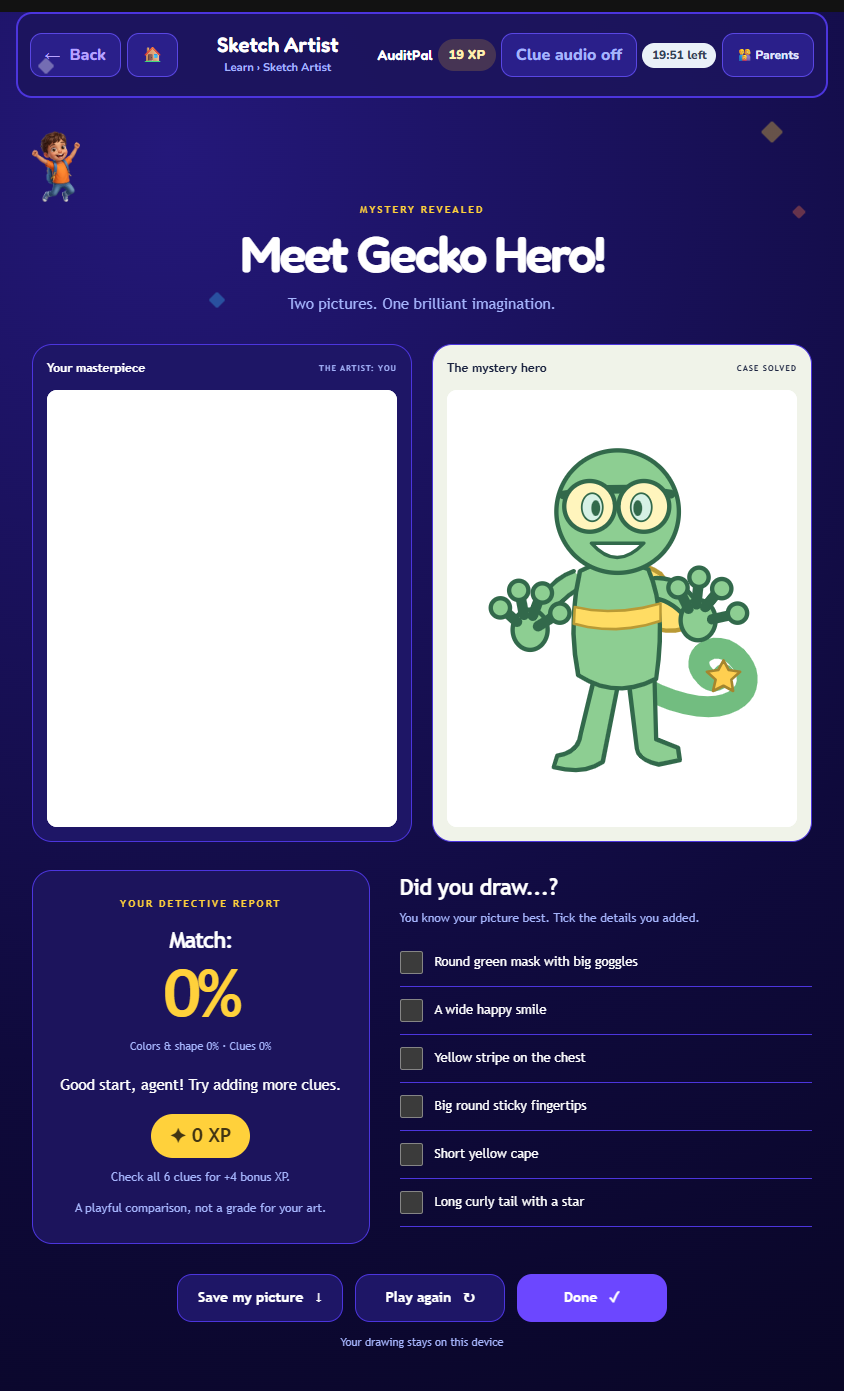 ← Back
Sketch Artist
Learn › Sketch Artist
AuditPal
19 XP
Clue audio off
19:51 left
Parents
MYSTERY REVEALED
Meet Gecko Hero!
Two pictures. One brilliant imagination.
Your masterpiece
THE ARTIST: YOU
The mystery hero
CASE SOLVED
YOUR DETECTIVE REPORT
Match:
0%
Colors & shape 0% · Clues 0%
Good start, agent! Try adding more clues.
✦ 0 XP
Check all 6 clues for +4 bonus XP.
A playful comparison, not a grade for your art.
Did you draw...?
You know your picture best. Tick the details you added.
Round green mask with big goggles
A wide happy smile
Yellow stripe on the chest
Big round sticky fingertips
Short yellow cape
Long curly tail with a star
Save my picture ↓
Play again ↻
Done ✓
Your drawing stays on this device